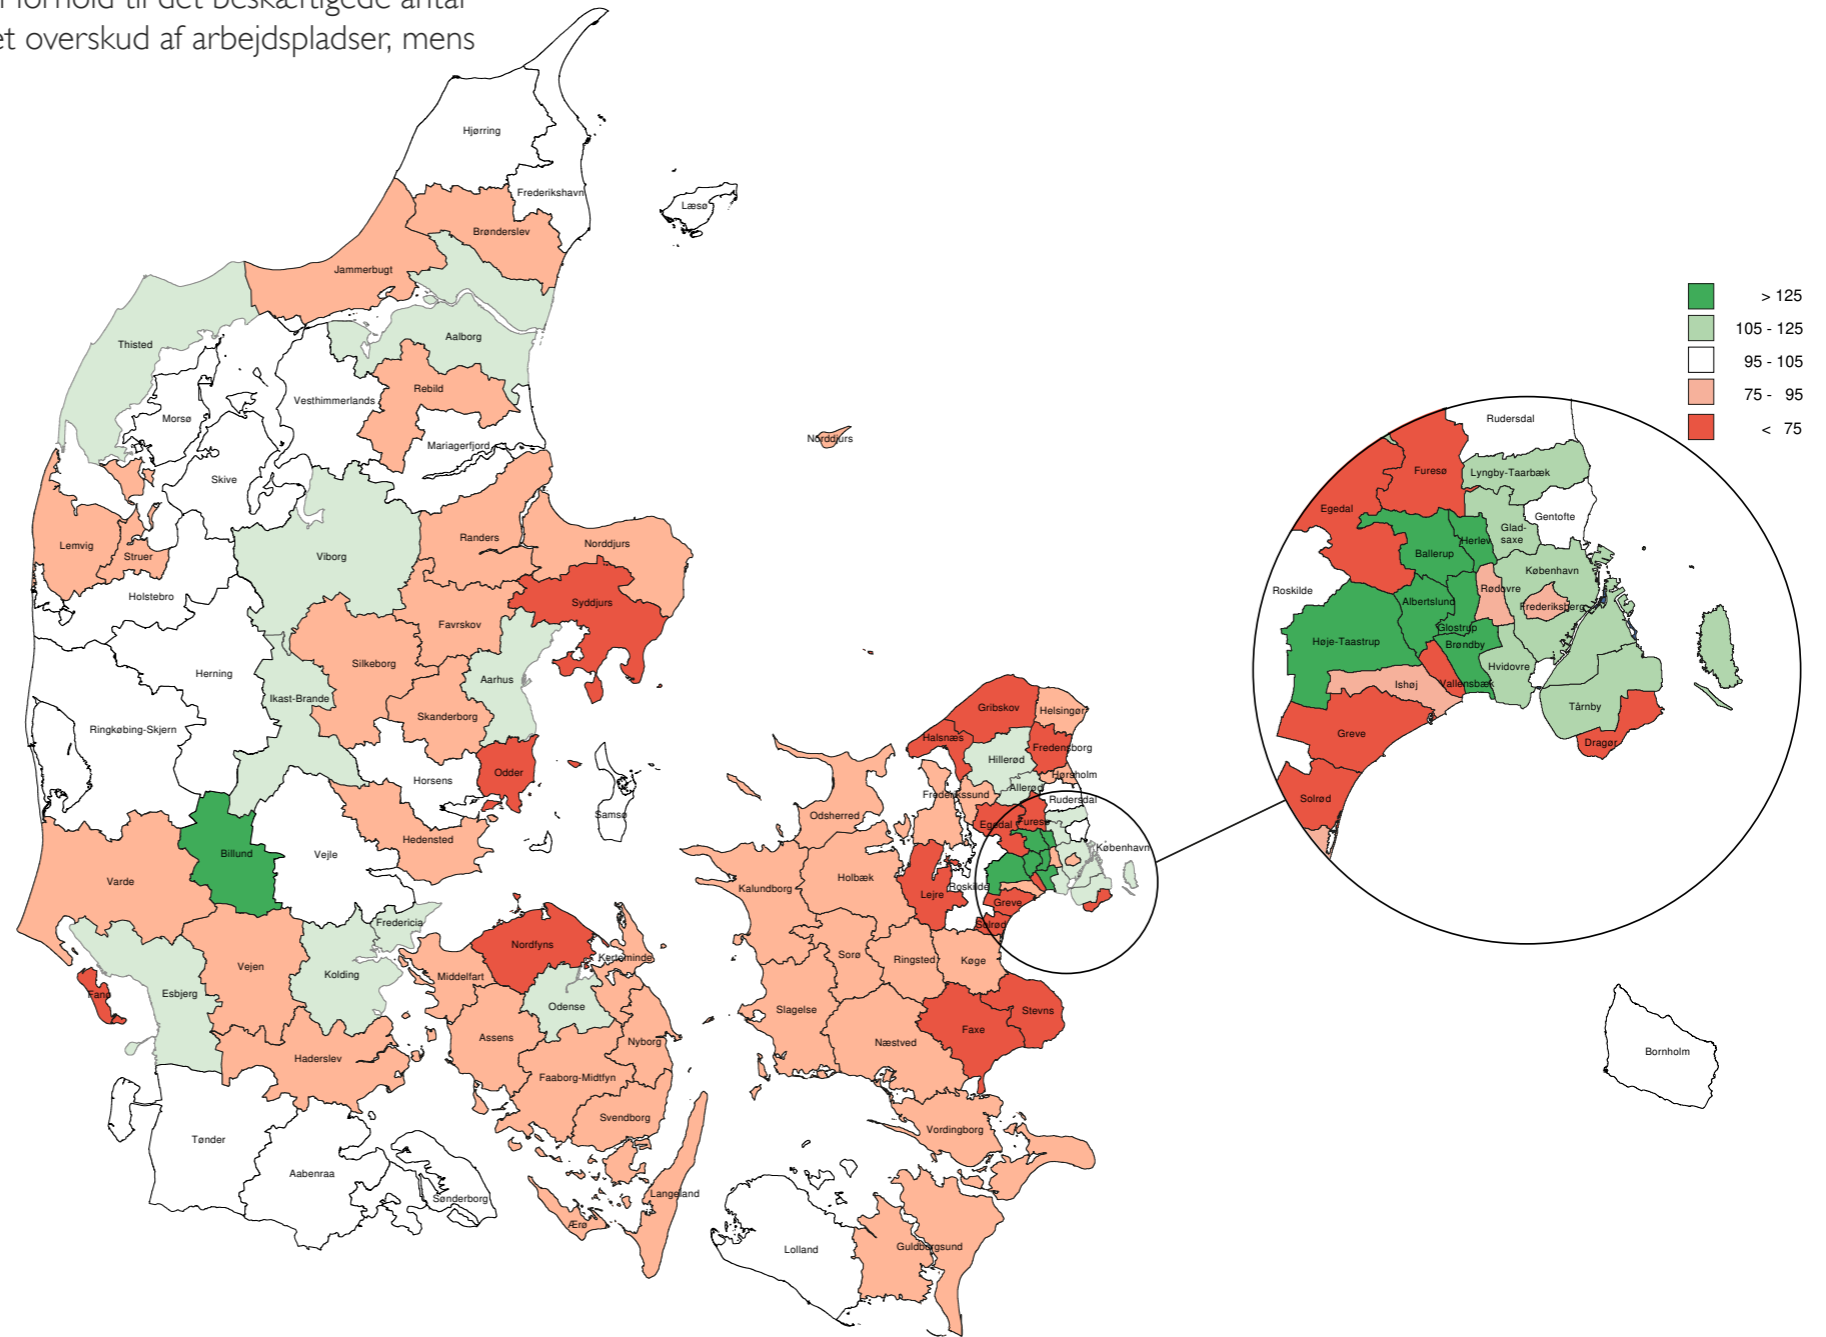 i forhold til det beskæftigede antal
et overskud af arbejdspladser, mens
Hjørring
Frederikshavn
Læsø
Brønderslev
Jammerbugt
Thisted
Aalborg
Rebild
Vesthimmerlands
Morsø
Mariagerfjord
Norddjurs
Skive
Lemvig
Struer
Viborg
Randers
Norddjurs
Holstebro
Syddjurs
Favrskov
Silkeborg
Herning
Aarhus
Ikast-Brande
Skanderborg
Ringkøbing-Skjern
Horsens
Odder
Samsø
Hedensted
Billund
Vejle
Varde
Fredericia
Vejen
Kolding
Esbjerg
Fanø
Haderslev
Tønder
Aabenraa
Sønderborg
Nordfyns
Kerteminde
Middelfart
Odense
Assens
Nyborg
Faaborg-Midtfyn
Svendborg
Langeland
Ærø
Gribskov
Helsingør
Halsnæs
Fredensborg
Hillerød
Hørsholm
Allerød
Frederikssund
Rudersdal
Odsherred
Egedal
Furesø
København
Holbæk
Kalundborg
Lejre
Roskilde
Greve
Solrød
Sorø
Ringsted
Køge
Slagelse
Stevns
Faxe
Næstved
Vordingborg
Lolland
Guldborgsund
Bornholm
> 125
105 - 125
95 - 105
75 - 95
< 75
Rudersdal
Furesø
Lyngby-Taarbæk
Egedal
Gentofte
Glad-
saxe
Herlev
Ballerup
København
Roskilde
Rødovre
Albertslund
Frederiksberg
Glostrup
Høje-Taastrup
Brøndby
Hvidovre
Ishøj
Vallensbæk
Tårnby
Greve
Dragør
Solrød